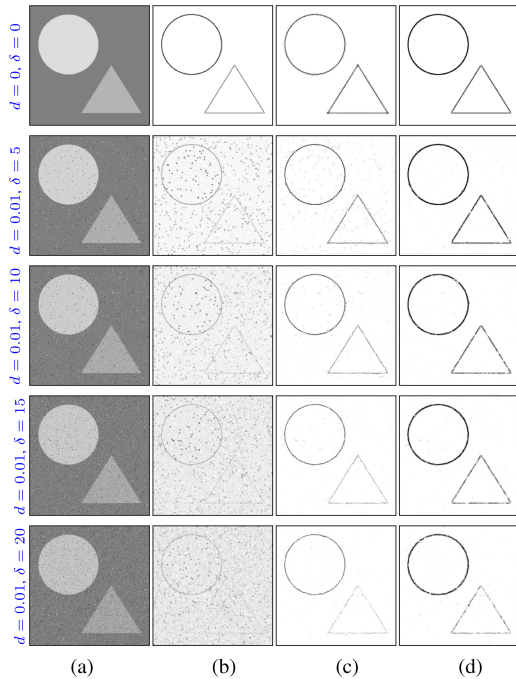 d = 0, δ = 0
d = 0.01, δ = 5
d = 0.01, δ = 10
d = 0.01, δ = 15
d = 0.01, δ = 20
(a) (b) (c) (d)